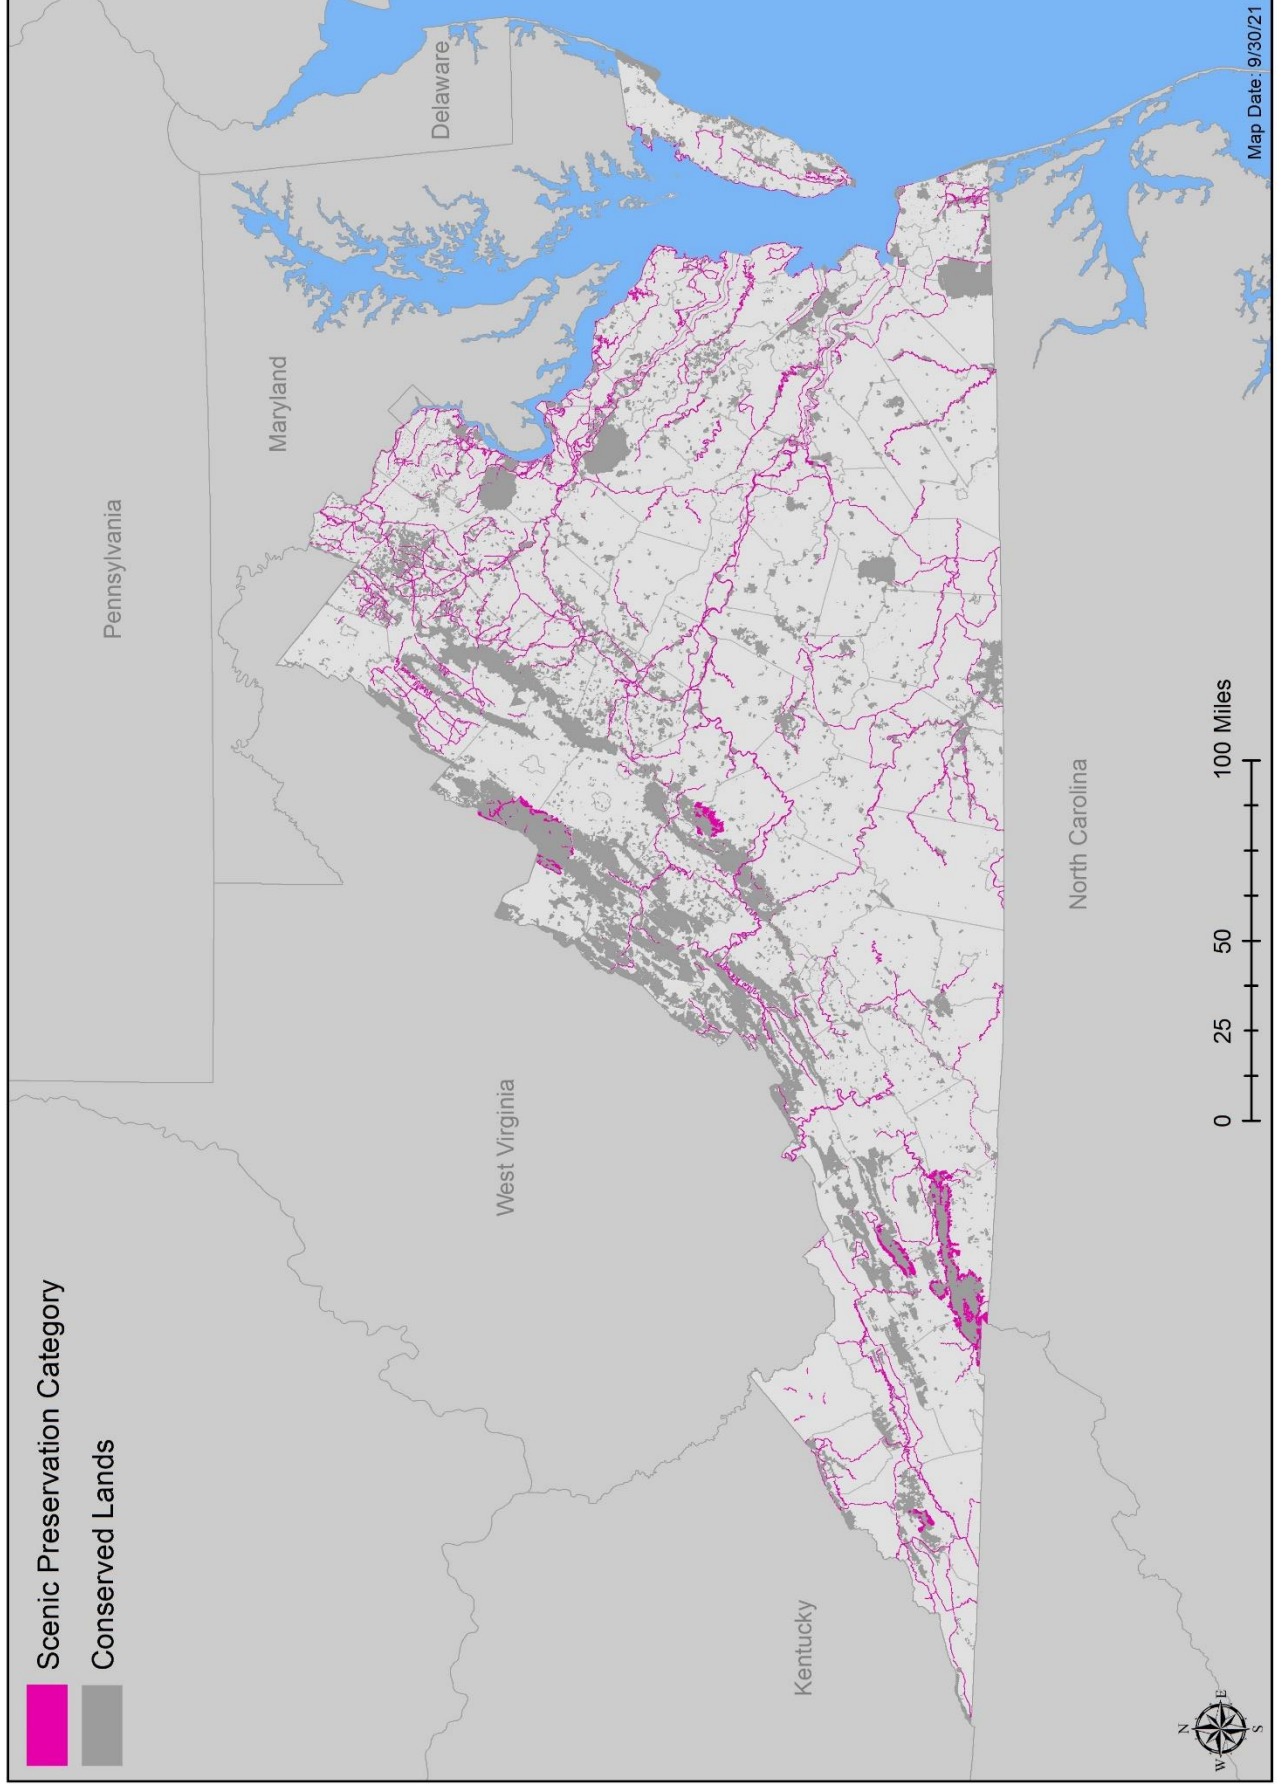 Scenic Preservation Category
Conserved Lands
Pennsylvania
Maryland
Delaware
West Virginia
Kentucky
North Carolina
0 25 50 100 Miles
N
W E
S
Map Date: 9/30/21